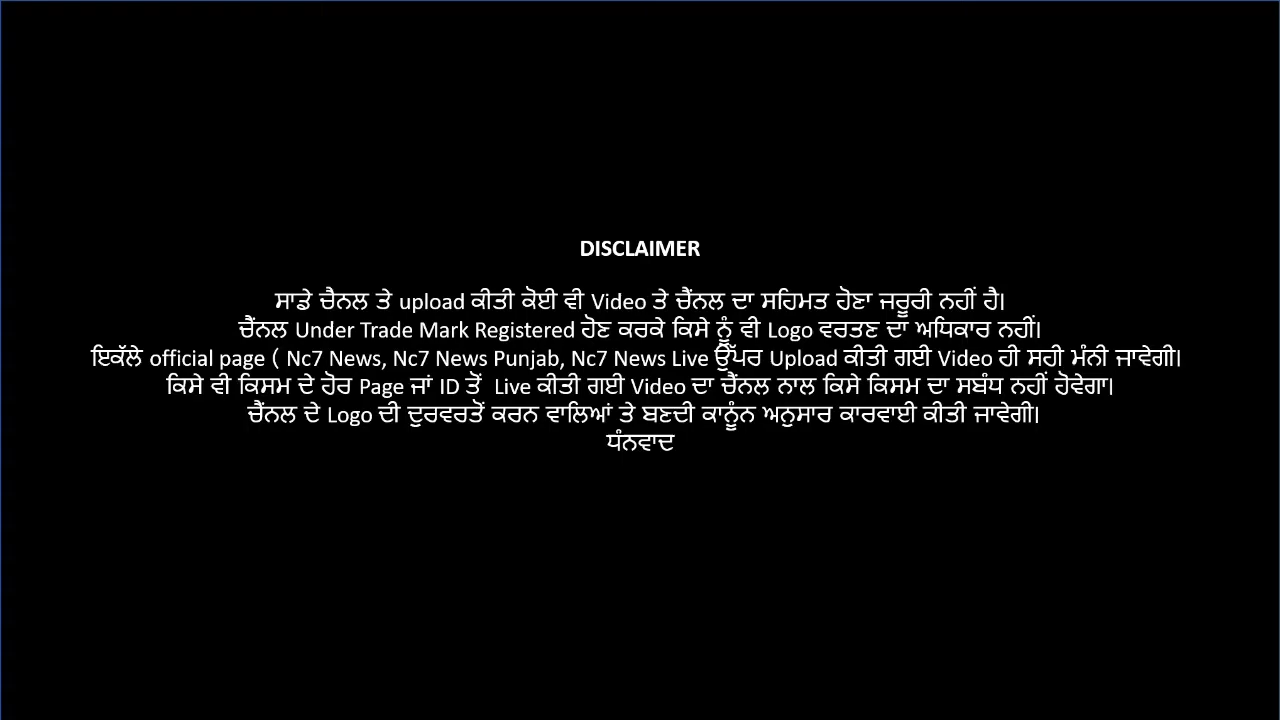 DISCLAIMER
ਸਾਡੇ ਚੈਨਲ ਤੇ upload ਕੀਤੀ ਕੋਈ ਵੀ Video ਤੇ ਚੈਂਨਲ ਦਾ ਸਹਿਮਤ ਹੋਣਾ ਜਰੂਰੀ ਨਹੀਂ ਹੈ।
ਚੈਂਨਲ Under Trade Mark Registered ਹੋਣ ਕਰਕੇ ਕਿਸੇ ਨੂੰ ਵੀ Logo ਵਰਤਣ ਦਾ ਅਧਿਕਾਰ ਨਹੀਂ।
ਇਕੱਲੇ official page ( Nc7 News, Nc7 News Punjab, Nc7 News Live ਉੱਪਰ Upload ਕੀਤੀ ਗਈ Video ਹੀ ਸਹੀ ਮੰਨੀ ਜਾਵੇਗੀ।
ਕਿਸੇ ਵੀ ਕਿਸਮ ਦੇ ਹੋਰ Page ਜਾਂ ID ਤੋਂ Live ਕੀਤੀ ਗਈ Video ਦਾ ਚੈਂਨਲ ਨਾਲ ਕਿਸੇ ਕਿਸਮ ਦਾ ਸਬੰਧ ਨਹੀਂ ਹੋਵੇਗਾ।
ਚੈਂਨਲ ਦੇ Logo ਦੀ ਦੁਰਵਰਤੋਂ ਕਰਨ ਵਾਲਿਆਂ ਤੇ ਬਣਦੀ ਕਾਨੂੰਨ ਅਨੁਸਾਰ ਕਾਰਵਾਈ ਕੀਤੀ ਜਾਵੇਗੀ।
ਧੰਨਵਾਦ